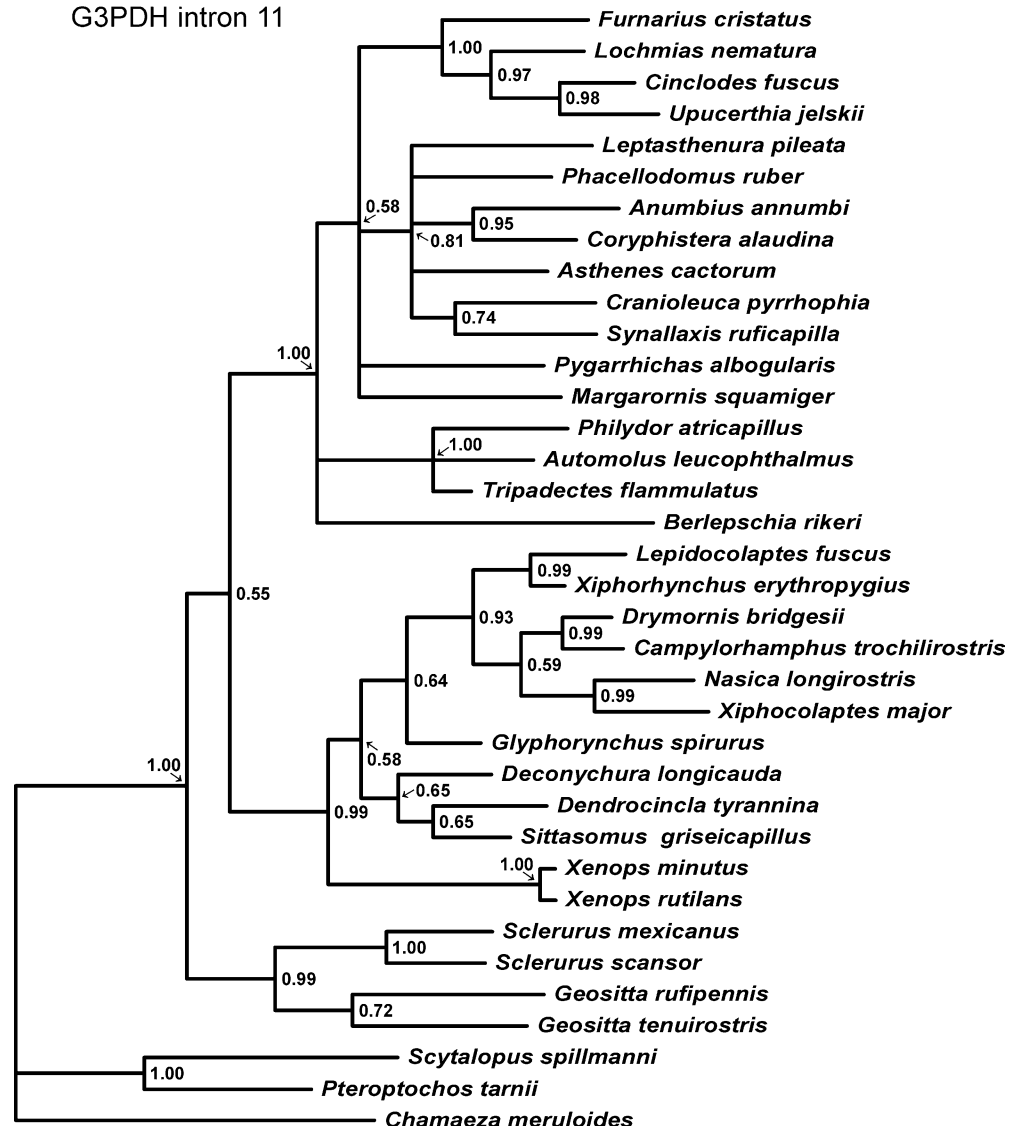 G3PDH intron 11
Furnarius cristatus
1.00
Lochmias nematura
0.97
Cinclodes fuscus
0.98
Upucerthia jelskii
Leptasthenura pileata
Phacellodomus ruber
0.58
Anumbius annumbi
0.95
0.81
Coryphistera alaudina
Asthenes cactorum
Cranioleuca pyrrhophia
0.74
Synallaxis ruficapilla
1.00
Pygarrhichas albogularis
Margarornis squamiger
Philydor atricapillus
1.00
Automolus leucophthalmus
Tripadectes flammulatus
Berlepschia rikeri
Lepidocolaptes fuscus
0.99
Xiphorhynchus erythropygius
0.55
0.93
Drymornis bridgesii
0.99
Campylorhamphus trochilirostris
0.59
Nasica longirostris
0.64
0.99
Xiphocolaptes major
Glyphorynchus spirurus
0.58
1.00
Deconychura longicauda
0.65
Dendrocincla tyrannina
0.99
0.65
Sittasomus griseicapillus
1.00
Xenops minutus
Xenops rutilans
Sclerurus mexicanus
1.00
Sclerurus scansor
0.99
Geositta rufipennis
0.72
Geositta tenuirostris
Scytalopus spillmanni
1.00
Pteroptochos tarnii
Chamaeza meruloides